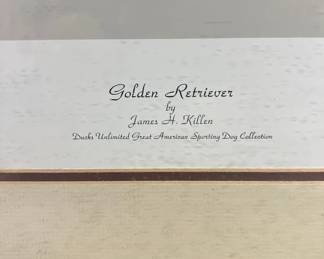 Golden Retriever
by
James H. Killen
Ducks Unlimited Great American Sporting Dog Collection